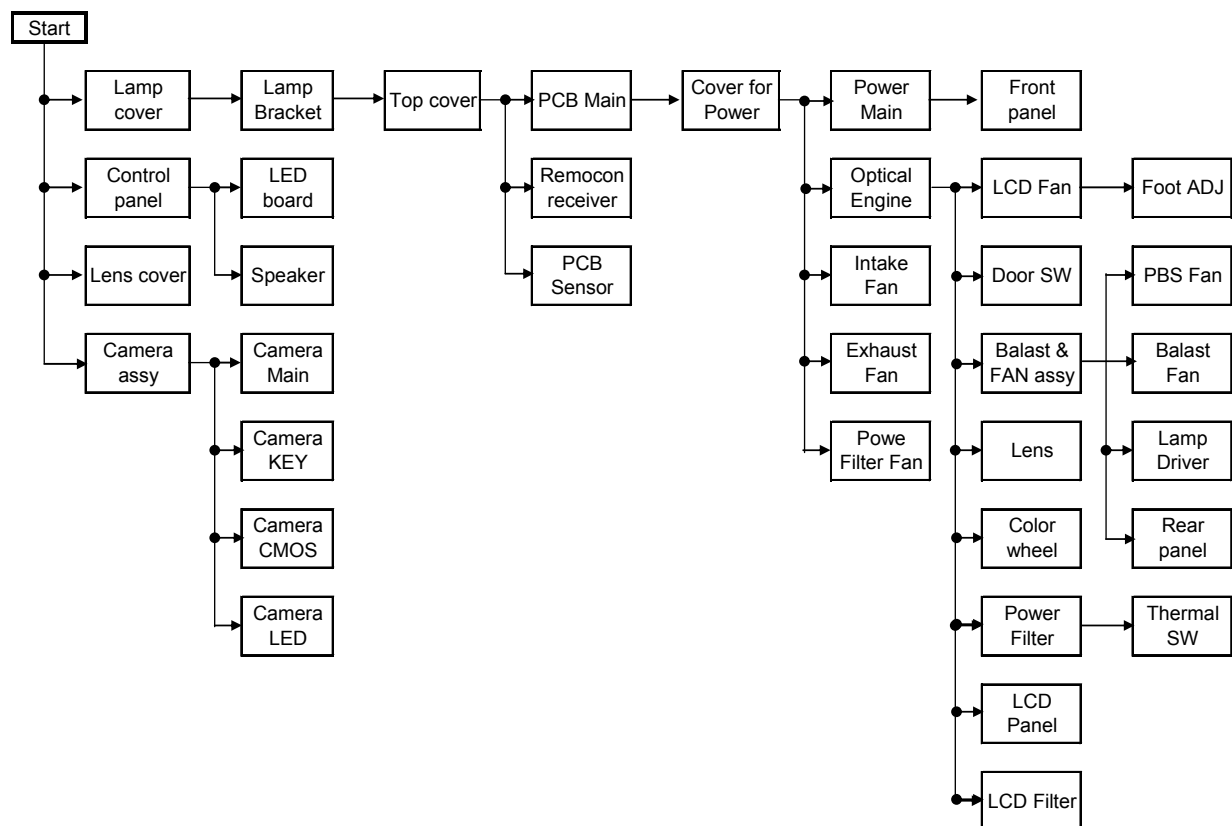 Start
Lamp
cover
Lamp
Bracket
Top cover
PCB Main
Cover for
Power
Power
Main
Front
panel
Control
panel
LED
board
Remocon
receiver
Optical
Engine
LCD Fan
Foot ADJ
Lens cover
Speaker
PCB
Sensor
Intake
Fan
Door SW
PBS Fan
Camera
assy
Camera
Main
Exhaust
Fan
Balast &
FAN assy
Balast
Fan
Camera
KEY
Powe
Filter Fan
Lens
Lamp
Driver
Camera
CMOS
Color
wheel
Rear
panel
Camera
LED
Power
Filter
Thermal
SW
LCD
Panel
LCD Filter